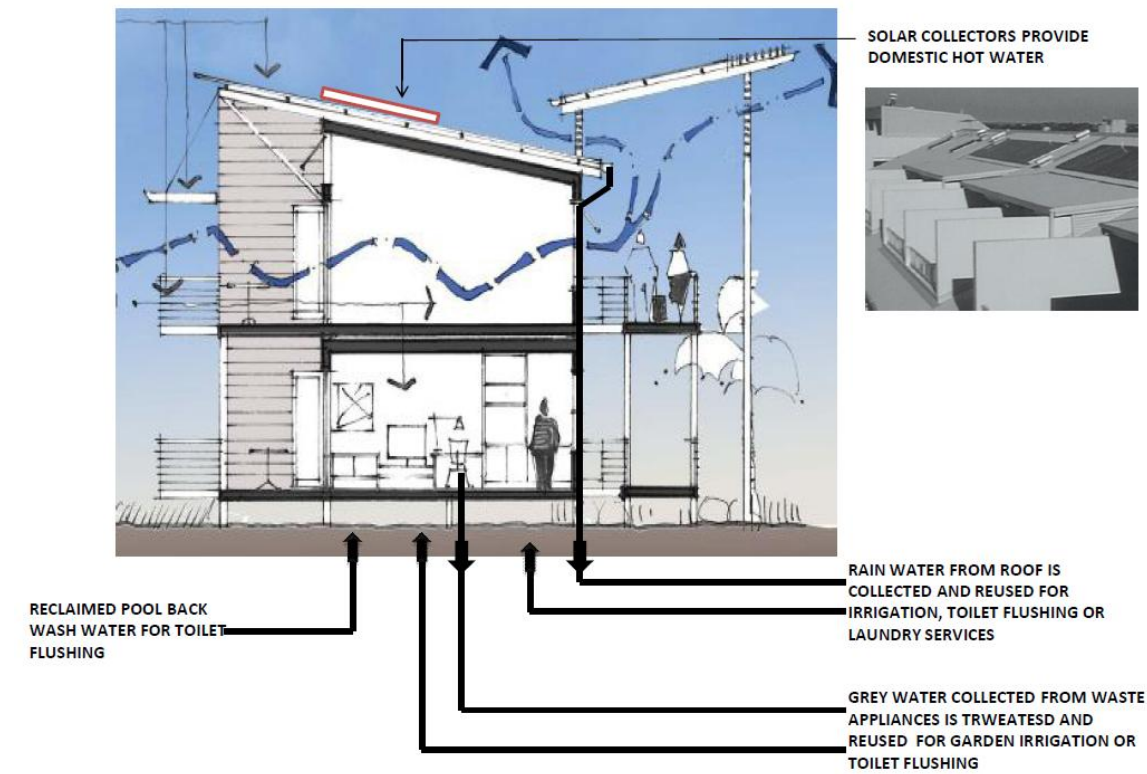 SOLAR COLLECTORS PROVIDE
DOMESTIC HOT WATER
RECLAIMED POOL BACK
WASH WATER FOR TOILET
FLUSHING
RAIN WATER FROM ROOF IS
COLLECTED AND REUSED FOR
IRRIGATION, TOILET FLUSHING OR
LAUNDRY SERVICES
GREY WATER COLLECTED FROM WASTE
APPLIANCES IS TRWEATESD AND
REUSED FOR GARDEN IRRIGATION OR
TOILET FLUSHING